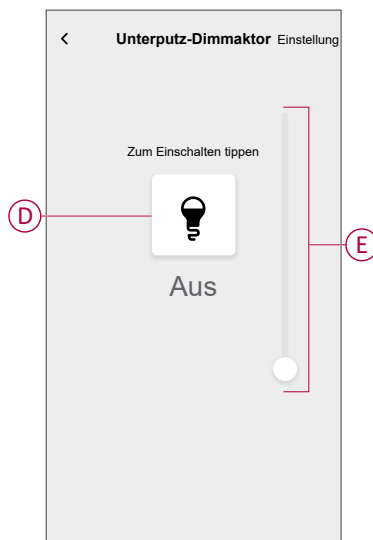 Unterputz-Dimmaktor Einstellung
Zum Einschalten tippen
D
E
Aus